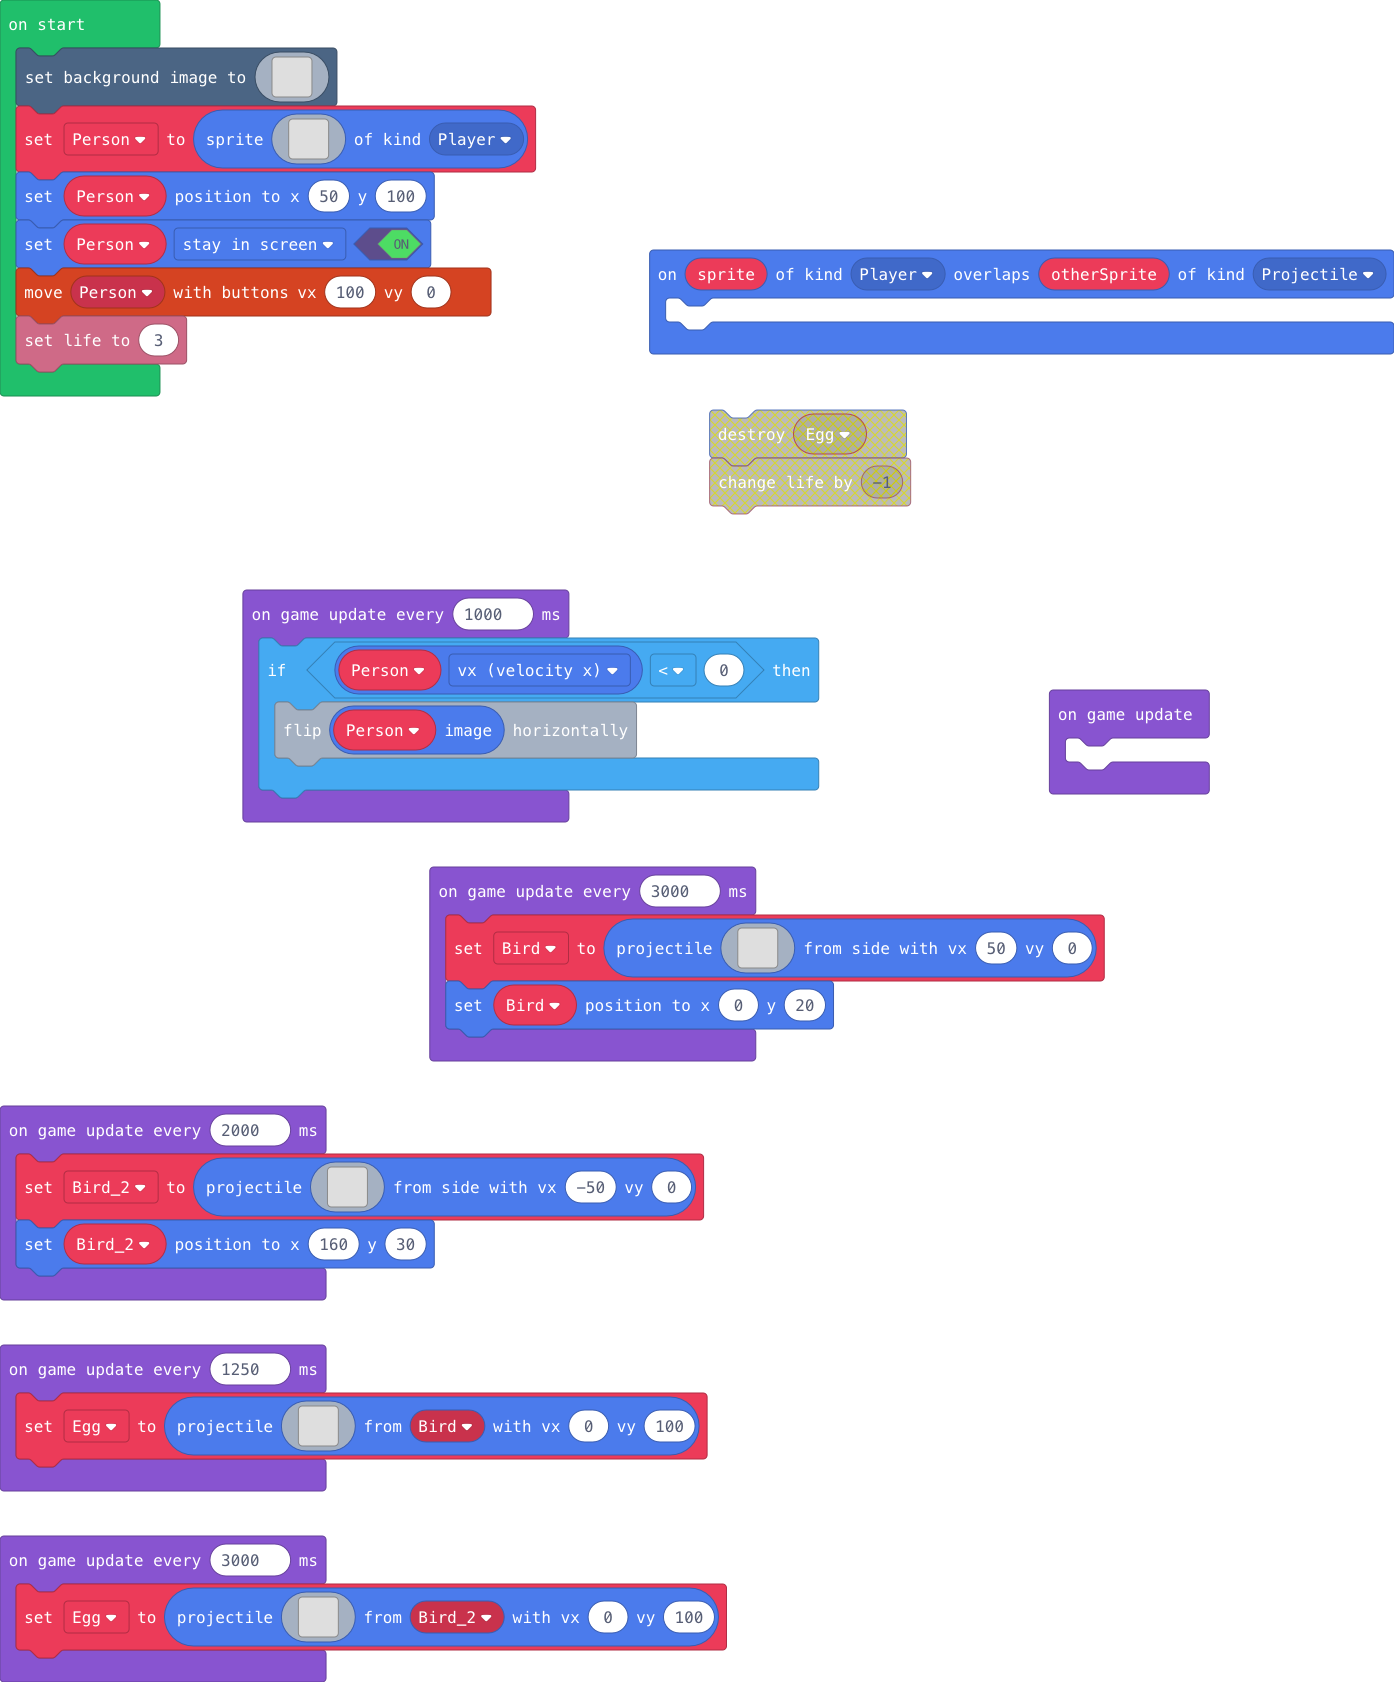 on start
set background image to
set Person to sprite of kind Player
set Person position to x 50 y 100
set Person stay in screen ON
move Person with buttons vx 100 vy 0
set life to 3
on sprite of kind Player overlaps otherSprite of kind Projectile
destroy Egg
change life by -1
on game update every 1000 ms
if Person vx (velocity x) < 0 then
flip Person image horizontally
on game update
on game update every 3000 ms
set Bird to projectile from side with vx 50 vy 0
set Bird position to x 0 y 20
on game update every 2000 ms
set Bird_2 to projectile from side with vx -50 vy 0
set Bird_2 position to x 160 y 30
on game update every 1250 ms
set Egg to projectile from Bird with vx 0 vy 100
on game update every 3000 ms
set Egg to projectile from Bird_2 with vx 0 vy 100